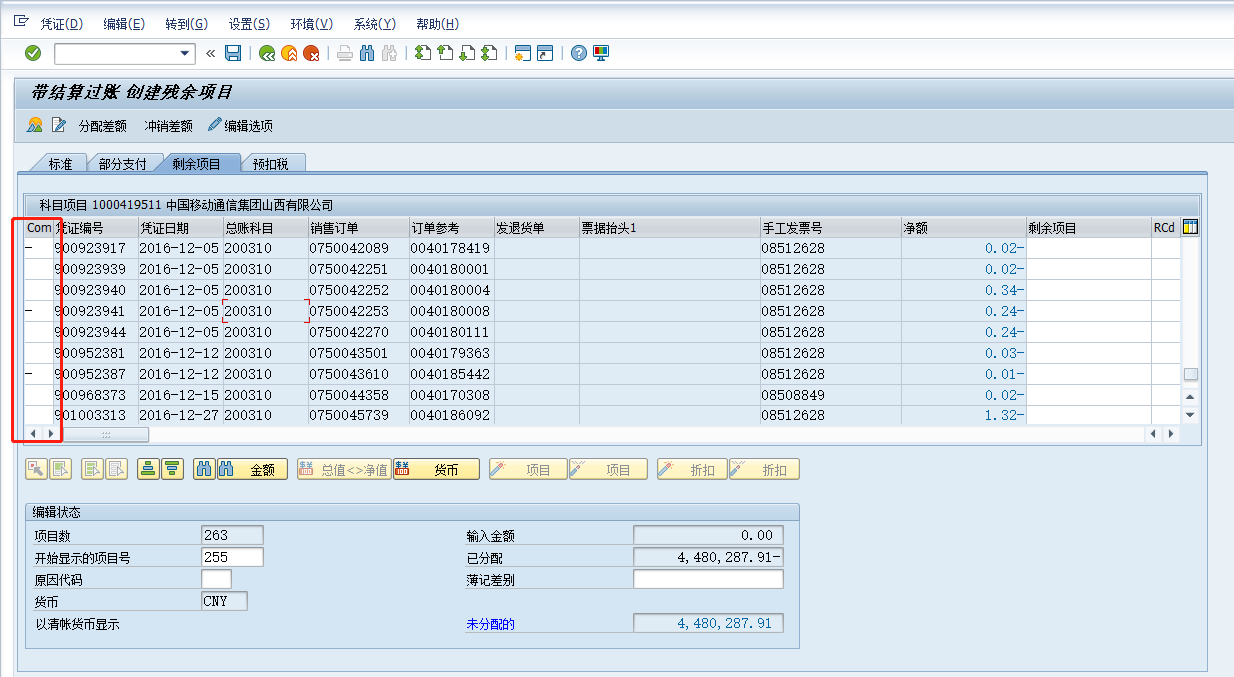 凭证(D) 编辑(E) 转到(G) 设置(S) 环境(V) 系统(Y) 帮助(H)
带结算过账 创建残余项目
分配差额 冲销差额 编辑选项
标准 部分支付 剩余项目 预扣税
科目项目 1000419511 中国移动通信集团山西有限公司
Com 凭证编号 凭证日期 总账科目 销售订单 订单参考 发退货单 票据抬头1 手工发票号 净额 剩余项目 RCd
900923917 2016-12-05 200310 0750042089 0040178419 08512628 0.02-
900923939 2016-12-05 200310 0750042251 0040180001 08512628 0.02-
900923940 2016-12-05 200310 0750042252 0040180004 08512628 0.34-
900923941 2016-12-05 200310 0750042253 0040180008 08512628 0.24-
900923944 2016-12-05 200310 0750042270 0040180111 08512628 0.24-
900952381 2016-12-12 200310 0750043501 0040179363 08512628 0.03-
900952387 2016-12-12 200310 0750043610 0040185442 08512628 0.01-
900968373 2016-12-15 200310 0750044358 0040170308 08508849 0.02-
901003313 2016-12-27 200310 0750045739 0040186092 08512628 1.32-
金额 总值<>净值 货币 项目 项目 折扣 折扣
编辑状态
项目数 263 输入金额 0.00
开始显示的项目号 255 已分配 4,480,287.91-
原因代码 薄记差别
货币 CNY
以清帐货币显示 未分配的 4,480,287.91